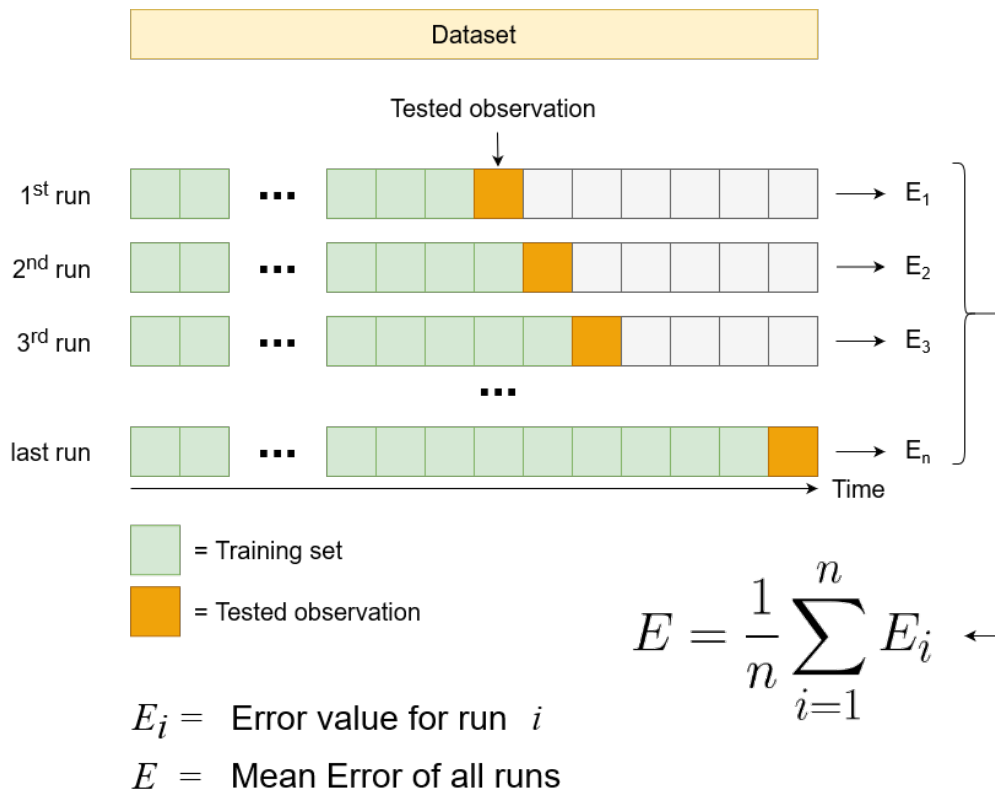 Dataset
Tested observation
1st run ... E1
2nd run ... E2
3rd run ... E3
...
last run ... En
Time
= Training set
= Tested observation
E = 1/n ∑_{i=1}^{n} E_i
E_i = Error value for run i
E = Mean Error of all runs